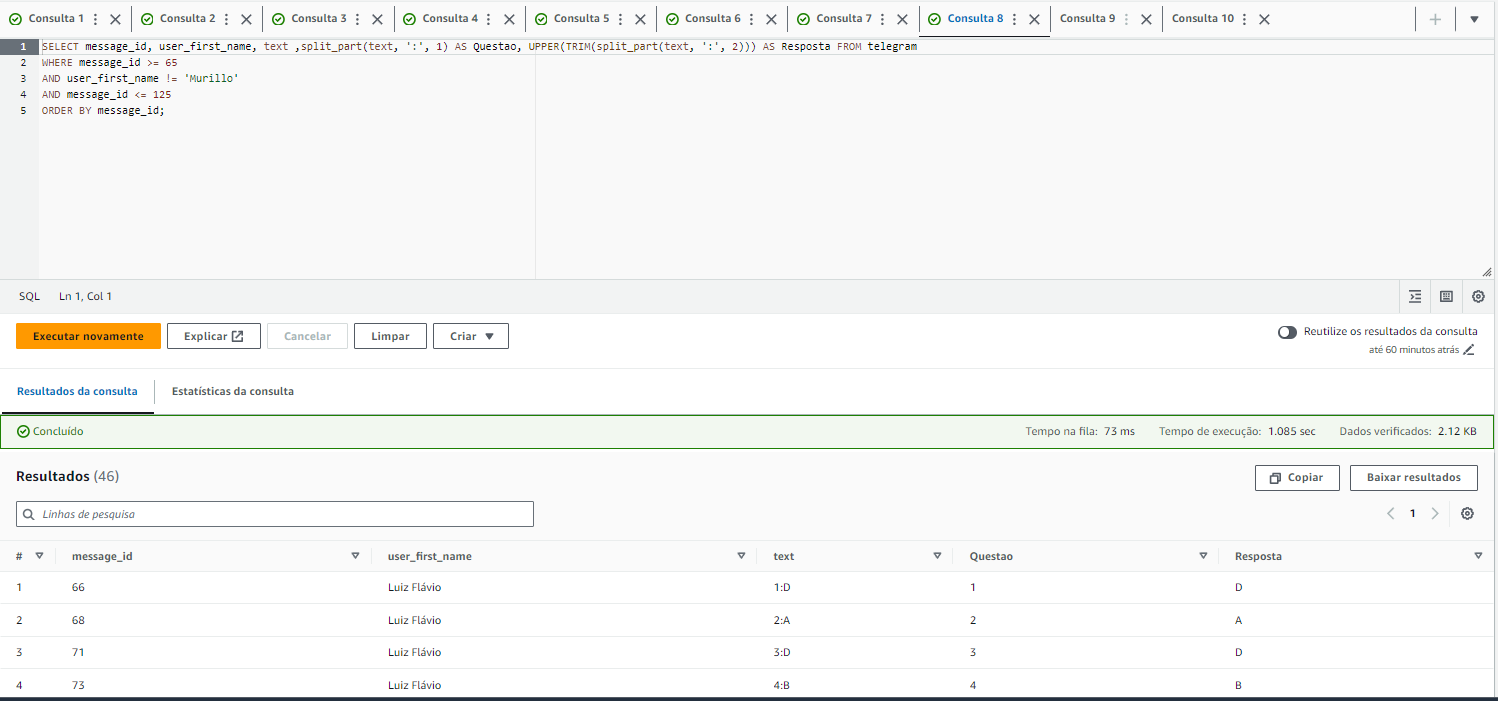 Consulta 1 Consulta 2 Consulta 3 Consulta 4 Consulta 5 Consulta 6 Consulta 7 Consulta 8 Consulta 9 Consulta 10
1 SELECT message_id, user_first_name, text ,split_part(text, ':', 1) AS Questao, UPPER(TRIM(split_part(text, ':', 2))) AS Resposta FROM telegram
2 WHERE message_id >= 65
3 AND user_first_name != 'Murillo'
4 AND message_id <= 125
5 ORDER BY message_id;
SQL Ln 1, Col 1
Executar novamente Explicar Cancelar Limpar Criar Reutilize os resultados da consulta
até 60 minutos atrás
Resultados da consulta Estatísticas da consulta
Concluído Tempo na fila: 73 ms Tempo de execução: 1.085 sec Dados verificados: 2.12 KB
Resultados (46) Copiar Baixar resultados
Linhas de pesquisa 1
# message_id user_first_name text Questao Resposta
1 66 Luiz Flávio 1:D 1 D
2 68 Luiz Flávio 2:A 2 A
3 71 Luiz Flávio 3:D 3 D
4 73 Luiz Flávio 4:B 4 B